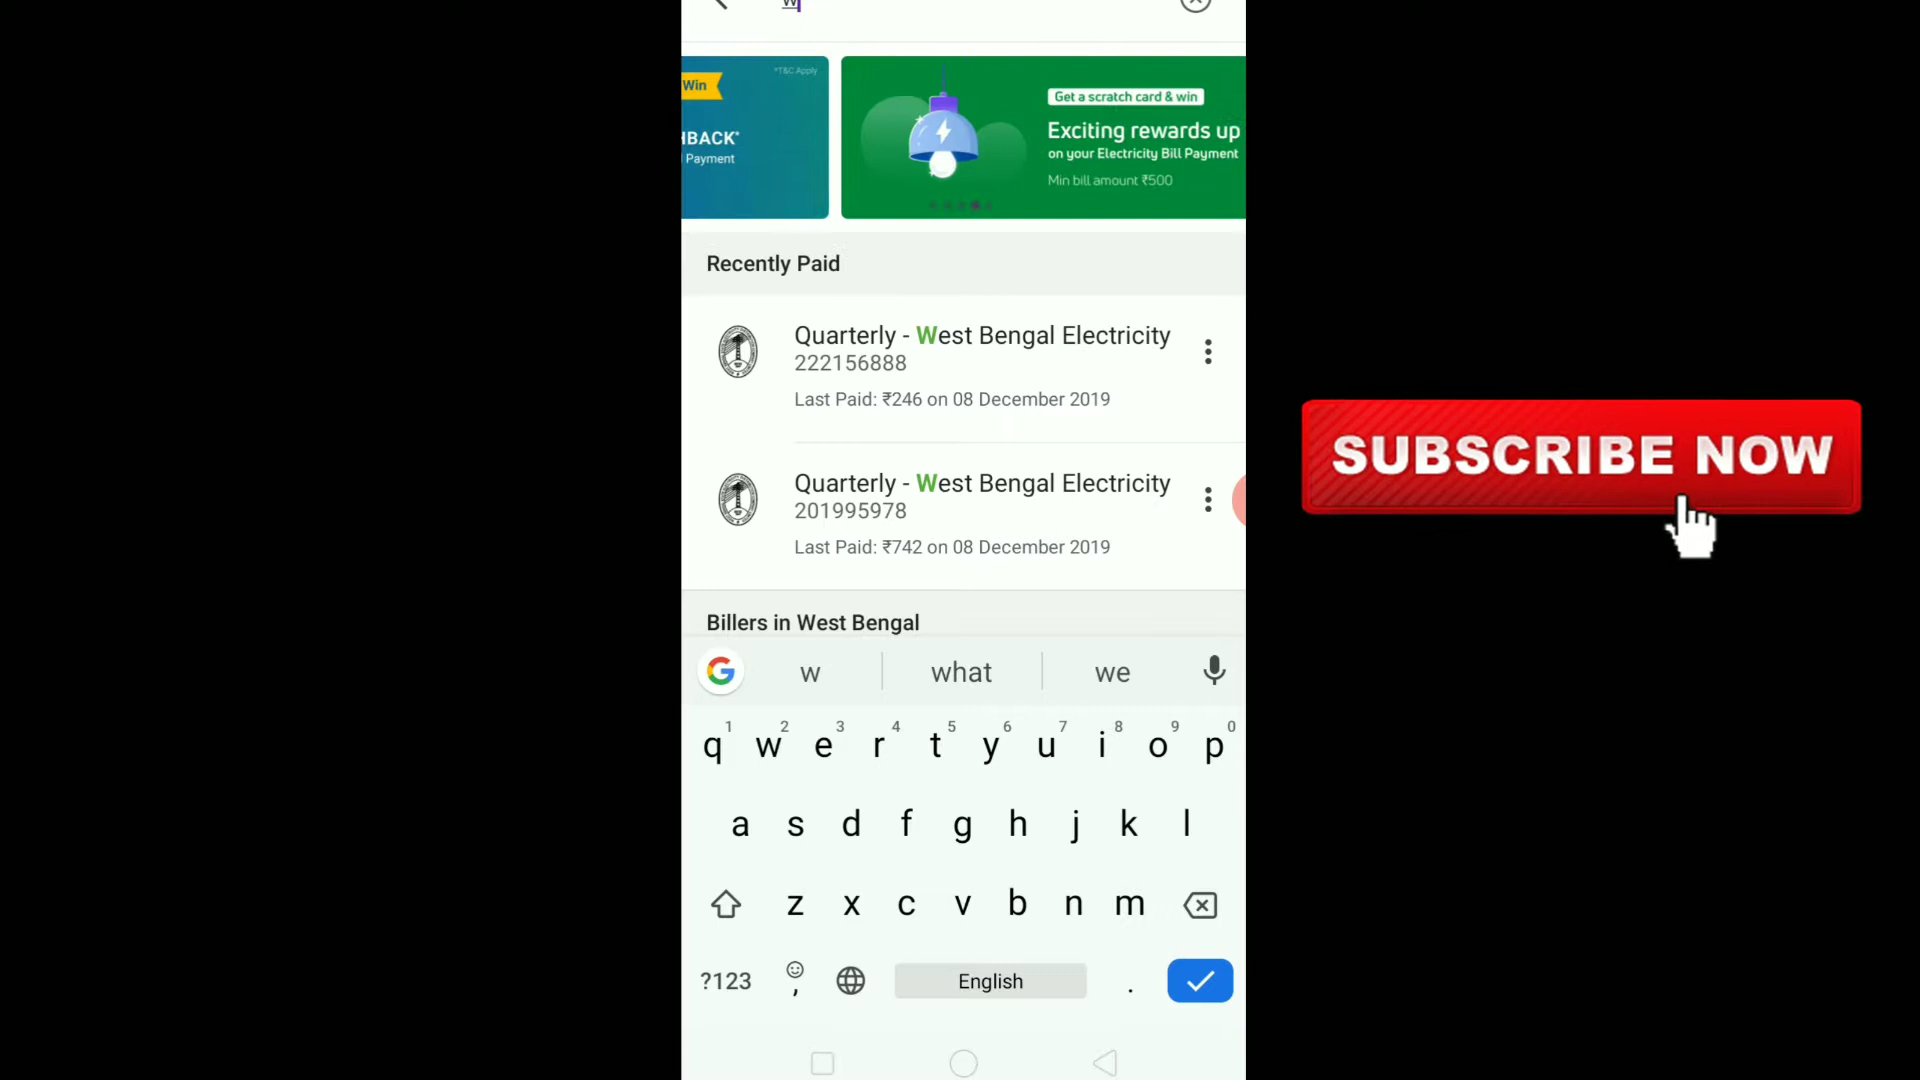 w
*T&C Apply
Win
HBACK*
Payment
Get a scratch card & win
Exciting rewards up
on your Electricity Bill Payment
Min bill amount ₹500
Recently Paid
Quarterly - West Bengal Electricity
222156888
Last Paid: ₹246 on 08 December 2019
Quarterly - West Bengal Electricity
201995978
Last Paid: ₹742 on 08 December 2019
SUBSCRIBE NOW
Billers in West Bengal
G w what we
1 2 3 4 5 6 7 8 9 0
q w e r t y u i o p
a s d f g h j k l
z x c v b n m
?123 , English .